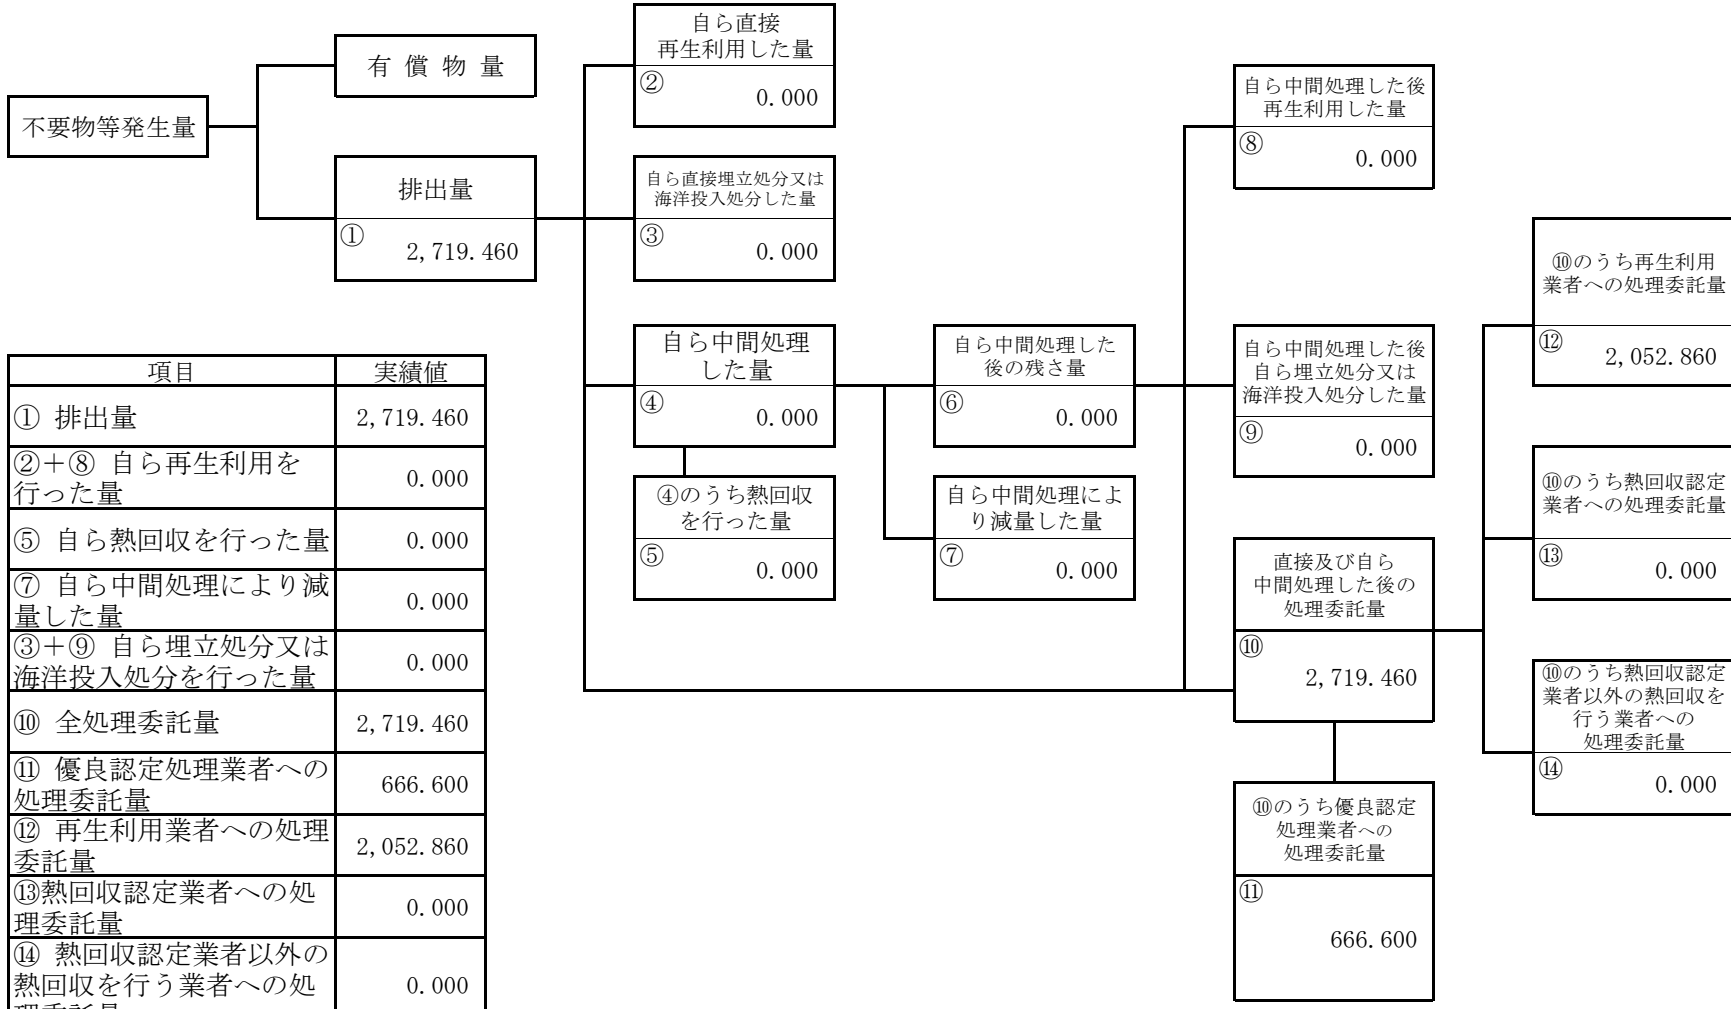 不要物等発生量
有 償 物 量
排出量
①
2,719.460
自ら直接
再生利用した量
②
0.000
自ら直接埋立処分又は
海洋投入処分した量
③
0.000
自ら中間処理
した量
④
0.000
④のうち熱回収
を行った量
⑤
0.000
自ら中間処理した
後の残さ量
⑥
0.000
自ら中間処理によ
り減量した量
⑦
0.000
自ら中間処理した後
再生利用した量
⑧
0.000
自ら中間処理した後
自ら埋立処分又は
海洋投入処分した量
⑨
0.000
直接及び自ら
中間処理した後の
処理委託量
⑩
2,719.460
⑩のうち優良認定
処理業者への
処理委託量
⑪
666.600
⑩のうち再生利用
業者への処理委託量
⑫
2,052.860
⑩のうち熱回収認定
業者への処理委託量
⑬
0.000
⑩のうち熱回収認定
業者以外の熱回収を
行う業者への
処理委託量
⑭
0.000
項目 実績値
① 排出量 2,719.460
②＋⑧ 自ら再生利用を
行った量 0.000
⑤ 自ら熱回収を行った量 0.000
⑦ 自ら中間処理により減
量した量 0.000
③＋⑨ 自ら埋立処分又は
海洋投入処分を行った量 0.000
⑩ 全処理委託量 2,719.460
⑪ 優良認定処理業者への
処理委託量 666.600
⑫ 再生利用業者への処理
委託量 2,052.860
⑬熱回収認定業者への処
理委託量 0.000
⑭ 熱回収認定業者以外の
熱回収を行う業者への処 0.000